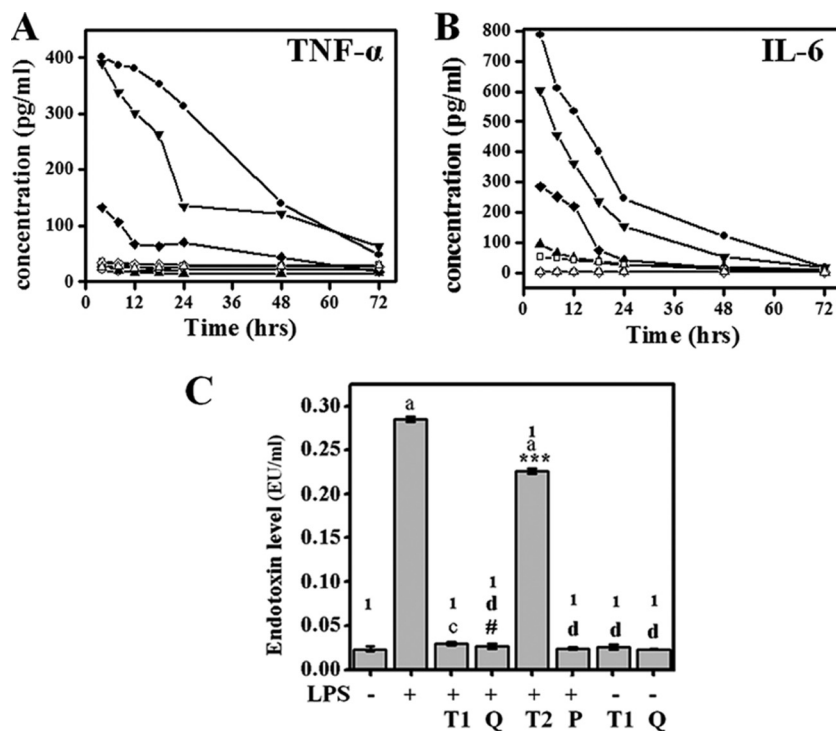 A
TNF-α
concentration (pg/ml)
400
300
200
100
0
0 12 24 36 48 60 72
Time (hrs)
B
IL-6
concentration (pg/ml)
800
700
600
500
400
300
200
100
0
0 12 24 36 48 60 72
Time (hrs)
C
Endotoxin level (EU/ml)
0.30
0.25
0.20
0.15
0.10
0.05
0.00
1
a
1
c
1
d
#
1
a
***
1
d
1
d
1
d
LPS - + + + + + - -
T1 Q T2 P T1 Q